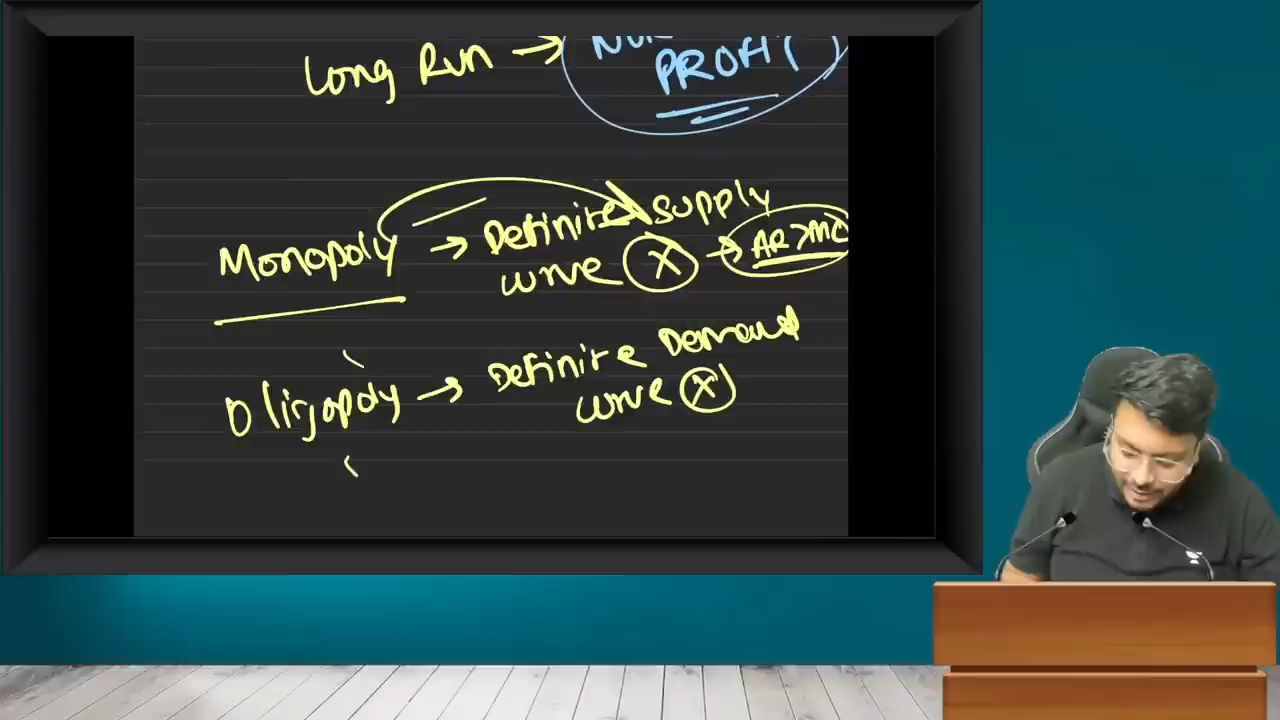 Long Run →
PROFIT
Monopoly → Definite supply
curve X → AR>MC
Oligopoly → Definite Demand
curve X